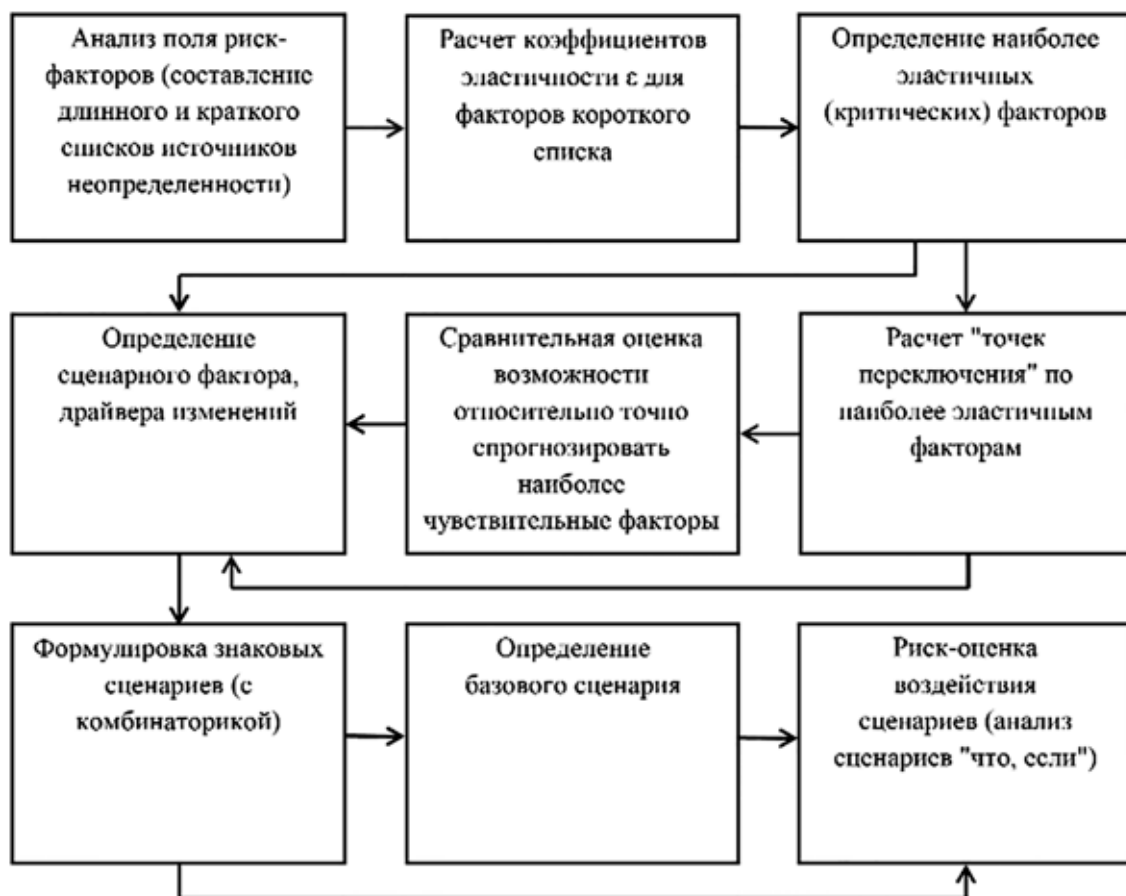 Анализ поля риск-
факторов (составление
длинного и краткого
списков источников
неопределенности)
Расчет коэффициентов
эластичности ε для
факторов короткого
списка
Определение наиболее
эластичных
(критических) факторов
Определение
сценарного фактора,
драйвера изменений
Сравнительная оценка
возможности
относительно точно
спрогнозировать
наиболее
чувствительные факторы
Расчет "точек
переключения" по
наиболее эластичным
факторам
Формулировка знаковых
сценариев (с
комбинаторикой)
Определение
базового сценария
Риск-оценка
воздействия
сценариев (анализ
сценариев "что, если")